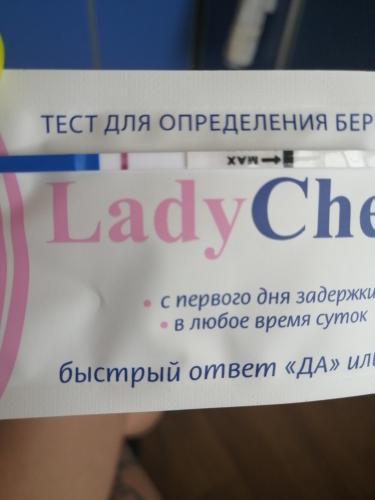 ТЕСТ ДЛЯ ОПРЕДЕЛЕНИЯ БЕР
MAX
LadyChe
• с первого дня задержки
• в любое время суток
быстрый ответ «ДА» или